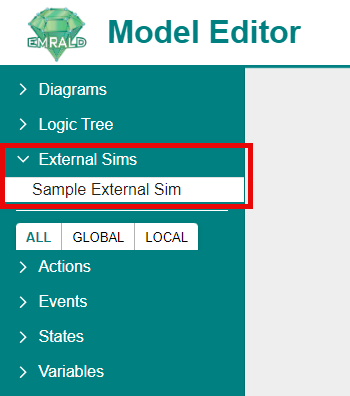 EMRALD
Model Editor
Diagrams
Logic Tree
External Sims
Sample External Sim
ALL GLOBAL LOCAL
Actions
Events
States
Variables